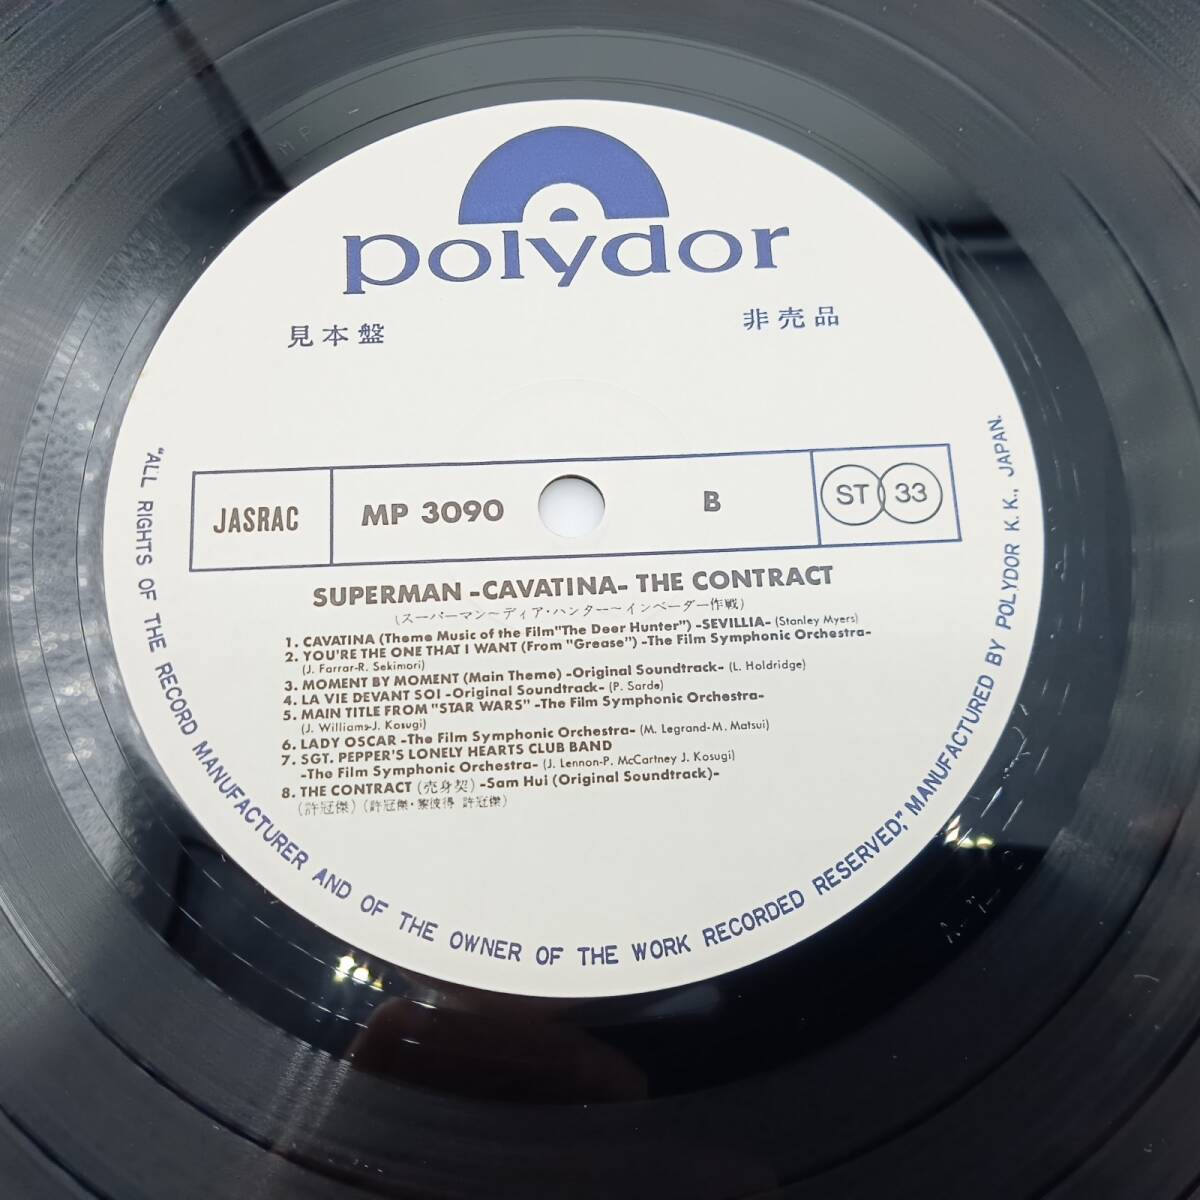 polydor
見本盤
非売品
JASRAC
MP 3090
B
ST
33
SUPERMAN -CAVATINA- THE CONTRACT
(スーパーマン～ディア・ハンター～インベーダー作戦)
1. CAVATINA (Theme Music of the Film"The Deer Hunter") -SEVILLIA- (Stanley Myers)
2. YOU'RE THE ONE THAT I WANT (From "Grease") -The Film Symphonic Orchestra-
(J. Farrar-R. Sekimori)
3. MOMENT BY MOMENT (Main Theme) -Original Soundtrack- (L. Holdridge)
4. LA VIE DEVANT SOI -Original Soundtrack- (P. Sarde)
5. MAIN TITLE FROM "STAR WARS" -The Film Symphonic Orchestra-
(J. Williams-J. Kosugi)
6. LADY OSCAR -The Film Symphonic Orchestra- (M. Legrand-M. Matsui)
7. SGT. PEPPER'S LONELY HEARTS CLUB BAND
-The Film Symphonic Orchestra- (J. Lennon-P. McCartney J. Kosugi)
8. THE CONTRACT (売身契) -Sam Hui (Original Soundtrack)-
(許冠傑) (許冠傑・黎彼得 許冠傑)
"ALL RIGHTS OF THE RECORD MANUFACTURER AND OF THE OWNER OF THE WORK RECORDED RESERVED," MANUFACTURED BY POLYDOR K.K., JAPAN.